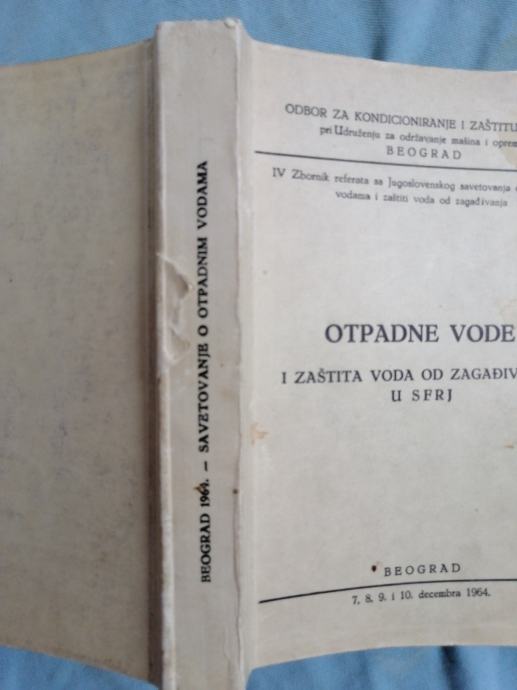 BEOGRAD 1964. — SAVETOVANJE O OTPADNIM VODAMA
ODBOR ZA KONDICIONIRANJE I ZAŠTITU
pri Udruženju za održavanje mašina i oprem
BEOGRAD
IV Zbornik referata sa Jugoslovenskog savetovanja
vodama i zaštiti voda od zagađivanja
OTPADNE VODE
I ZAŠTITA VODA OD ZAGAĐIV
U SFRJ
BEOGRAD
7, 8. 9. i 10. decembra 1964.